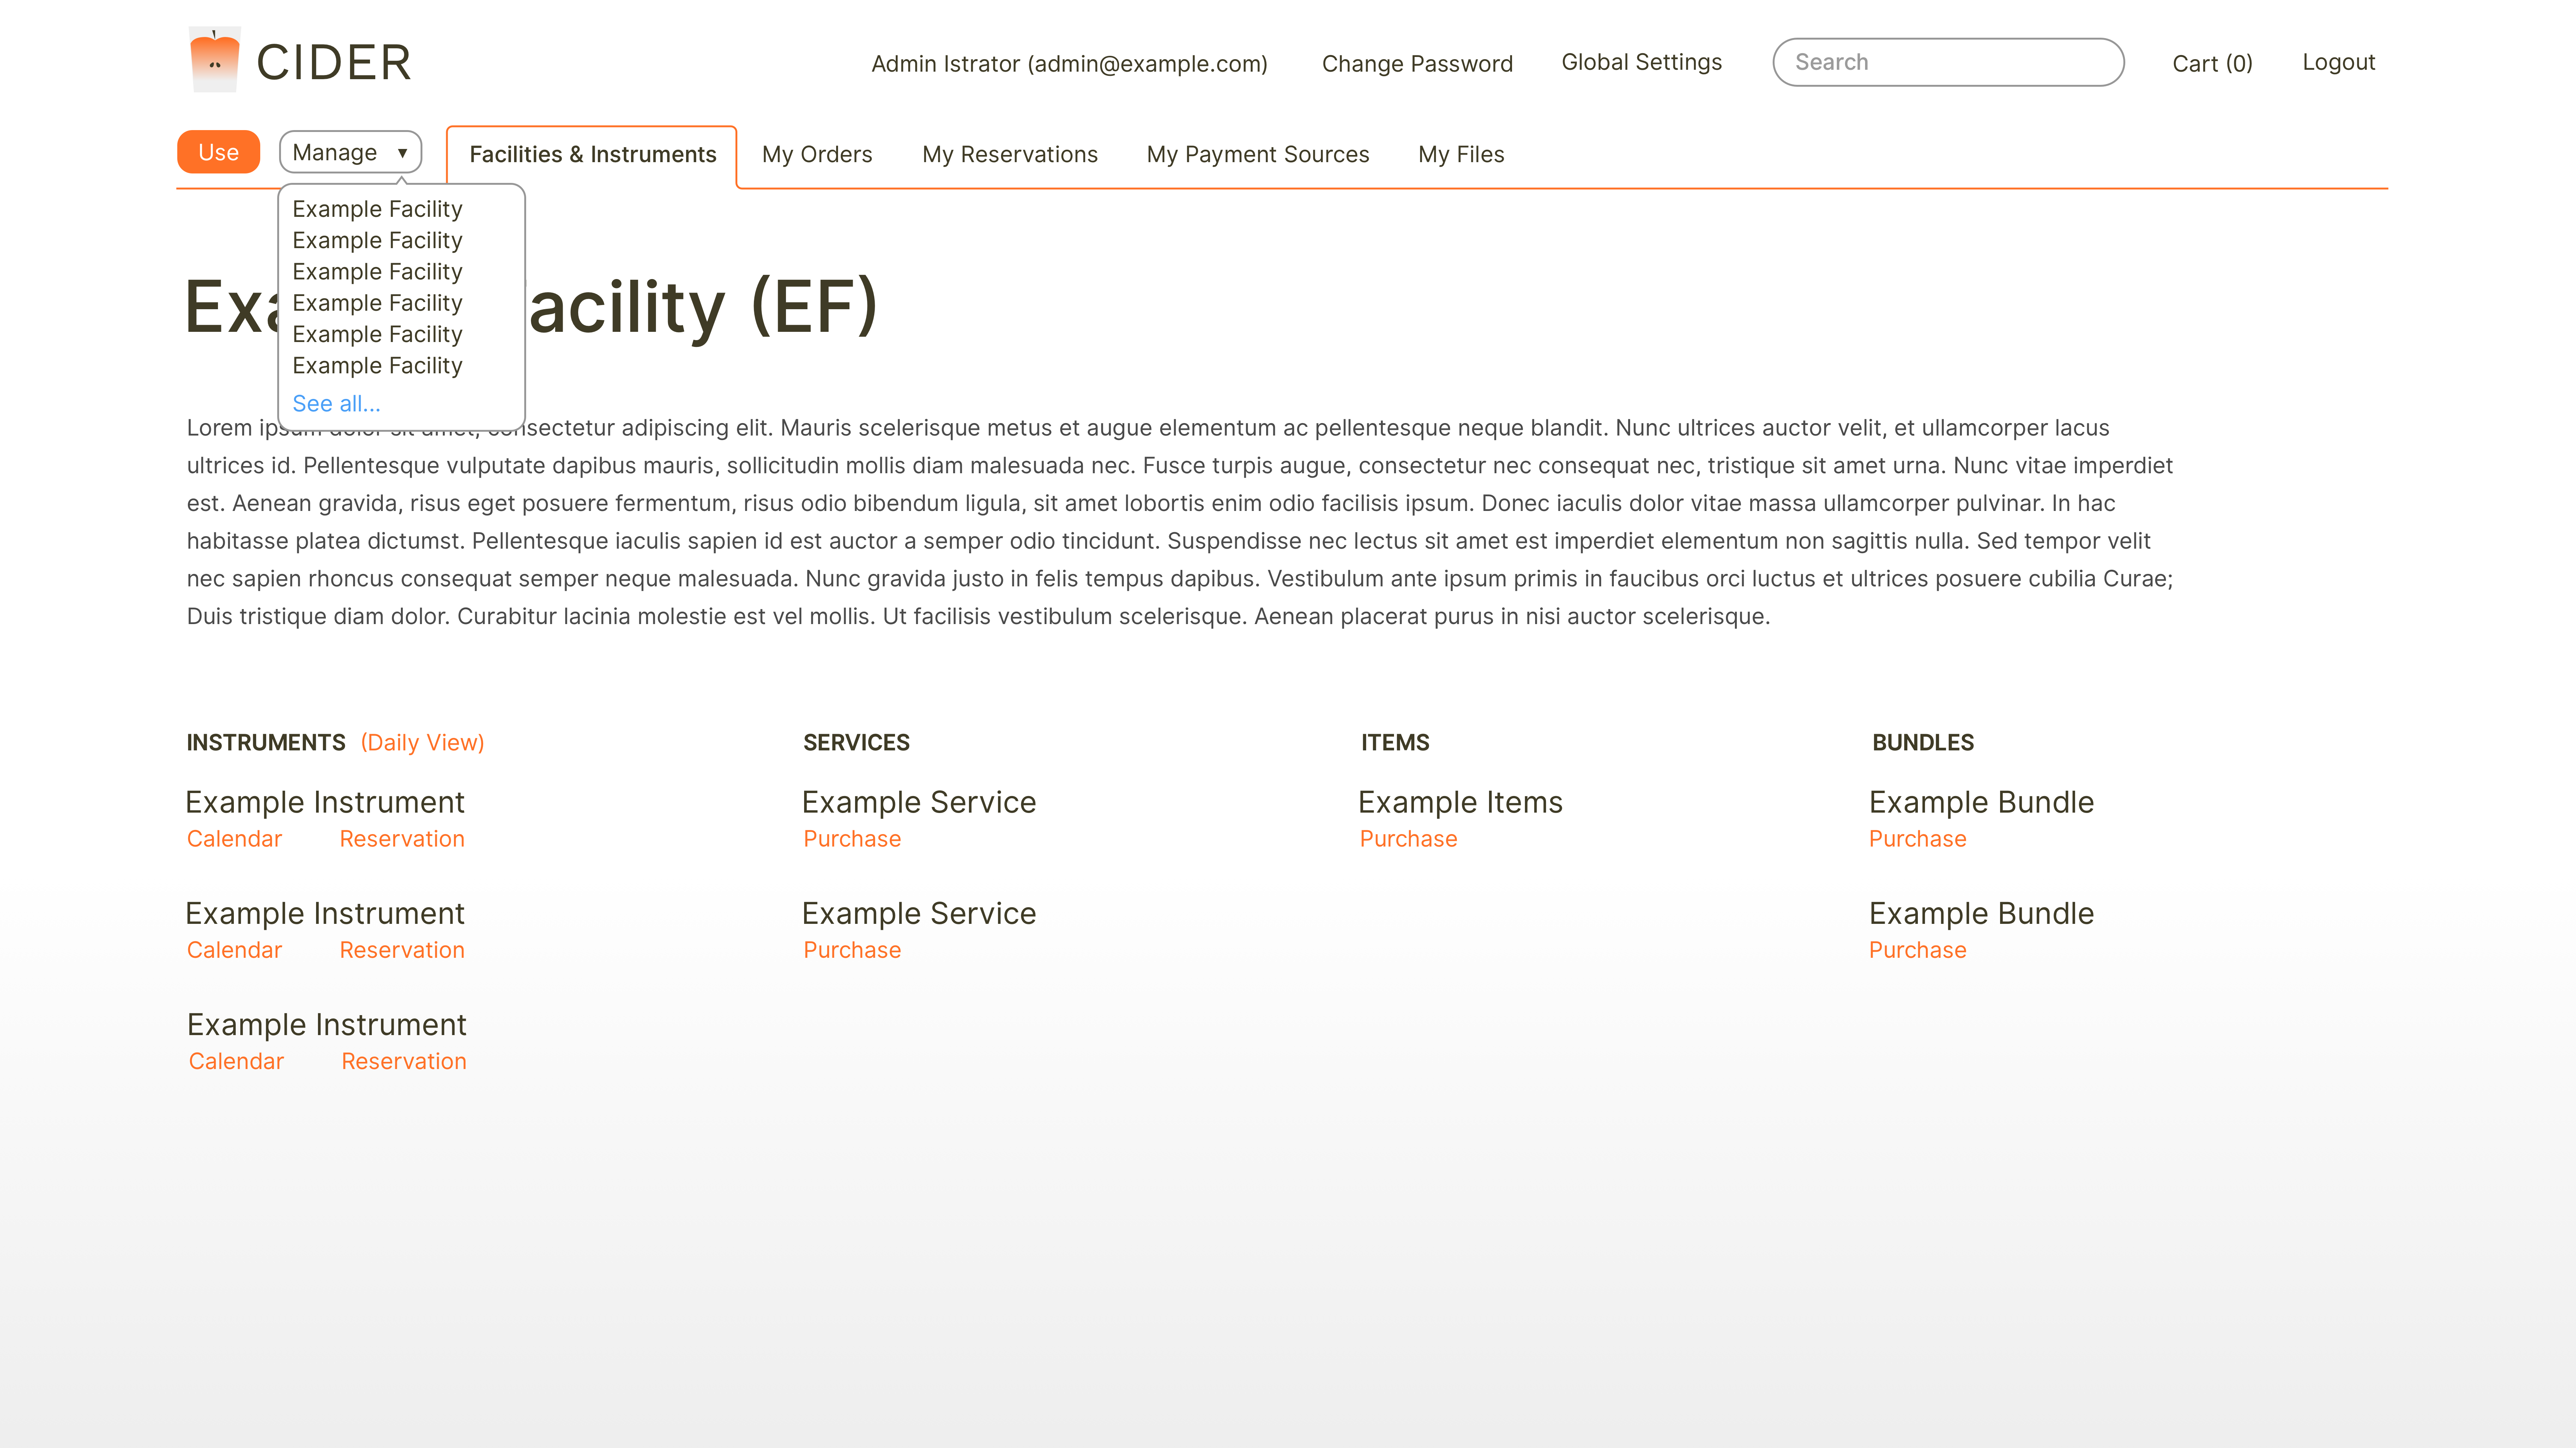 CIDER
Admin Istrator (admin@example.com) Change Password Global Settings Search Cart (0) Logout
Use Manage ▼ Facilities & Instruments My Orders My Reservations My Payment Sources My Files
Example Facility
Example Facility
Example Facility
Example Facility
Example Facility
Example Facility
See all...
acility (EF)
Lorem ipsum dolor sit amet, consectetur adipiscing elit. Mauris scelerisque metus et augue elementum ac pellentesque neque blandit. Nunc ultrices auctor velit, et ullamcorper lacus
ultrices id. Pellentesque vulputate dapibus mauris, sollicitudin mollis diam malesuada nec. Fusce turpis augue, consectetur nec consequat nec, tristique sit amet urna. Nunc vitae imperdiet
est. Aenean gravida, risus eget posuere fermentum, risus odio bibendum ligula, sit amet lobortis enim odio facilisis ipsum. Donec iaculis dolor vitae massa ullamcorper pulvinar. In hac
habitasse platea dictumst. Pellentesque iaculis sapien id est auctor a semper odio tincidunt. Suspendisse nec lectus sit amet est imperdiet elementum non sagittis nulla. Sed tempor velit
nec sapien rhoncus consequat semper neque malesuada. Nunc gravida justo in felis tempus dapibus. Vestibulum ante ipsum primis in faucibus orci luctus et ultrices posuere cubilia Curae;
Duis tristique diam dolor. Curabitur lacinia molestie est vel mollis. Ut facilisis vestibulum scelerisque. Aenean placerat purus in nisi auctor scelerisque.
INSTRUMENTS (Daily View)
Example Instrument
Calendar Reservation
Example Instrument
Calendar Reservation
Example Instrument
Calendar Reservation
SERVICES
Example Service
Purchase
Example Service
Purchase
ITEMS
Example Items
Purchase
BUNDLES
Example Bundle
Purchase
Example Bundle
Purchase